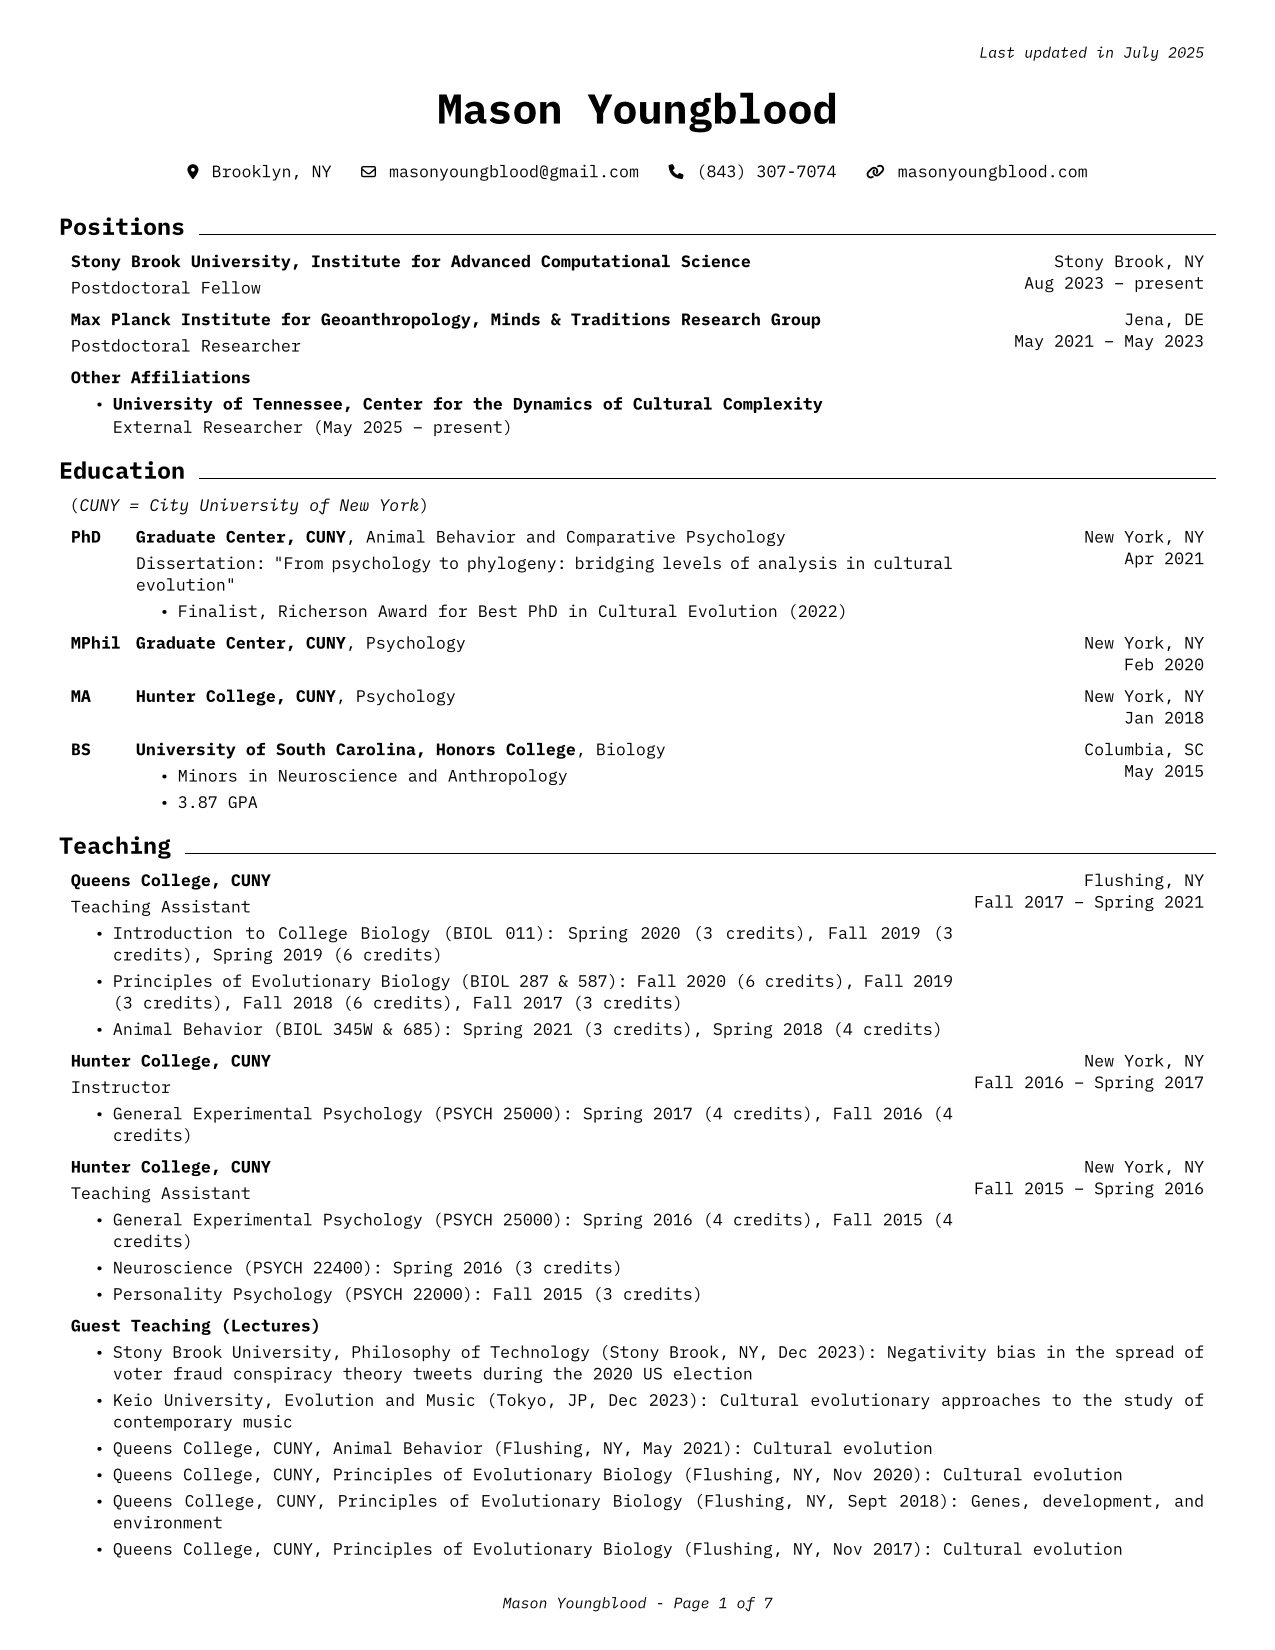 Last updated in July 2025
Mason Youngblood
Brooklyn, NY masonyoungblood@gmail.com (843) 307-7074 masonyoungblood.com
Positions
Stony Brook University, Institute for Advanced Computational Science Stony Brook, NY
Postdoctoral Fellow Aug 2023 – present
Max Planck Institute for Geoanthropology, Minds & Traditions Research Group Jena, DE
Postdoctoral Researcher May 2021 – May 2023
Other Affiliations
• University of Tennessee, Center for the Dynamics of Cultural Complexity
External Researcher (May 2025 – present)
Education
(CUNY = City University of New York)
PhD Graduate Center, CUNY, Animal Behavior and Comparative Psychology New York, NY
Apr 2021
Dissertation: "From psychology to phylogeny: bridging levels of analysis in cultural
evolution"
• Finalist, Richerson Award for Best PhD in Cultural Evolution (2022)
MPhil Graduate Center, CUNY, Psychology New York, NY
Feb 2020
MA Hunter College, CUNY, Psychology New York, NY
Jan 2018
BS University of South Carolina, Honors College, Biology Columbia, SC
May 2015
• Minors in Neuroscience and Anthropology
• 3.87 GPA
Teaching
Queens College, CUNY Flushing, NY
Teaching Assistant Fall 2017 – Spring 2021
• Introduction to College Biology (BIOL 011): Spring 2020 (3 credits), Fall 2019 (3
credits), Spring 2019 (6 credits)
• Principles of Evolutionary Biology (BIOL 287 & 587): Fall 2020 (6 credits), Fall 2019
(3 credits), Fall 2018 (6 credits), Fall 2017 (3 credits)
• Animal Behavior (BIOL 345W & 685): Spring 2021 (3 credits), Spring 2018 (4 credits)
Hunter College, CUNY New York, NY
Instructor Fall 2016 – Spring 2017
• General Experimental Psychology (PSYCH 25000): Spring 2017 (4 credits), Fall 2016 (4
credits)
Hunter College, CUNY New York, NY
Teaching Assistant Fall 2015 – Spring 2016
• General Experimental Psychology (PSYCH 25000): Spring 2016 (4 credits), Fall 2015 (4
credits)
• Neuroscience (PSYCH 22400): Spring 2016 (3 credits)
• Personality Psychology (PSYCH 22000): Fall 2015 (3 credits)
Guest Teaching (Lectures)
• Stony Brook University, Philosophy of Technology (Stony Brook, NY, Dec 2023): Negativity bias in the spread of
voter fraud conspiracy theory tweets during the 2020 US election
• Keio University, Evolution and Music (Tokyo, JP, Dec 2023): Cultural evolutionary approaches to the study of
contemporary music
• Queens College, CUNY, Animal Behavior (Flushing, NY, May 2021): Cultural evolution
• Queens College, CUNY, Principles of Evolutionary Biology (Flushing, NY, Nov 2020): Cultural evolution
• Queens College, CUNY, Principles of Evolutionary Biology (Flushing, NY, Sept 2018): Genes, development, and
environment
• Queens College, CUNY, Principles of Evolutionary Biology (Flushing, NY, Nov 2017): Cultural evolution
Mason Youngblood - Page 1 of 7